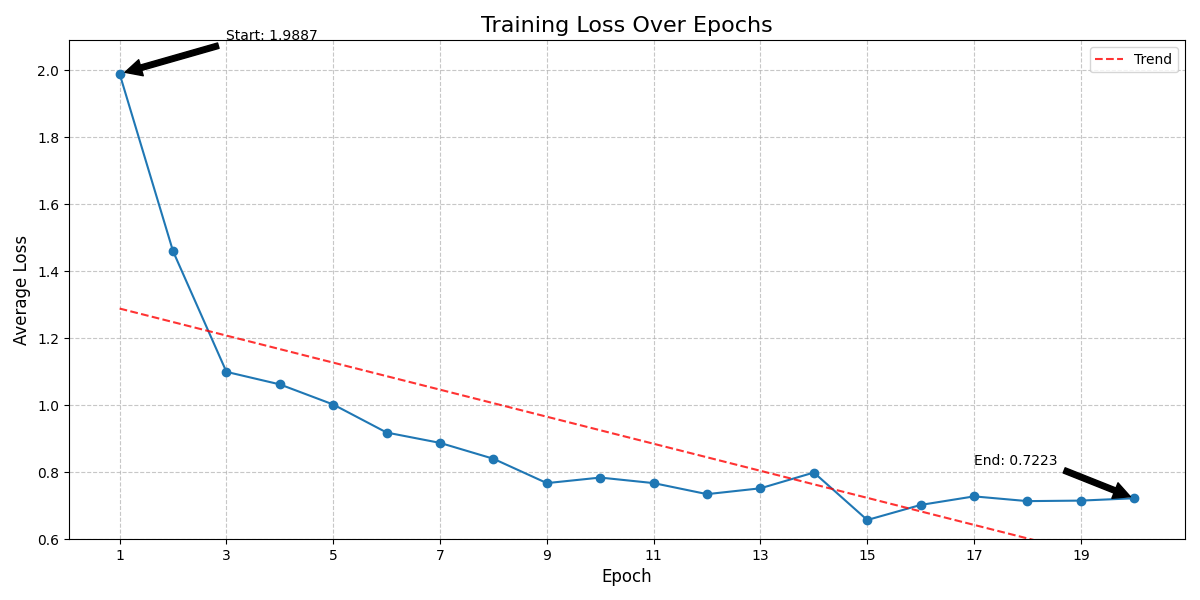 Training Loss Over Epochs
Start: 1.9887
Trend
2.0
1.8
1.6
1.4
1.2
1.0
0.8
0.6
Average Loss
End: 0.7223
1 3 5 7 9 11 13 15 17 19
Epoch